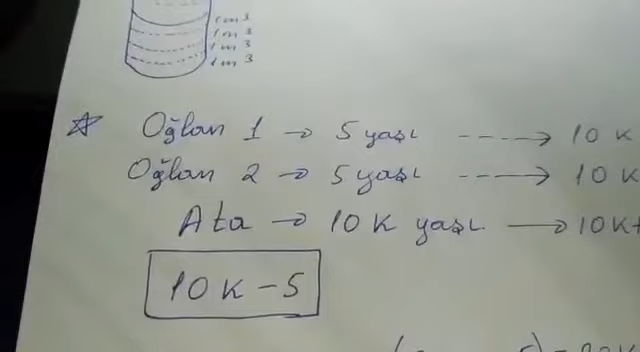 1 m³
1 m³
1 m³
1 m³
☆ Oğlan 1 → 5 yaşı ----→ 10 K
Oğlan 2 → 5 yaşı ---→ 10 K
Ata → 10 K yaşı → 10K+
10 K - 5